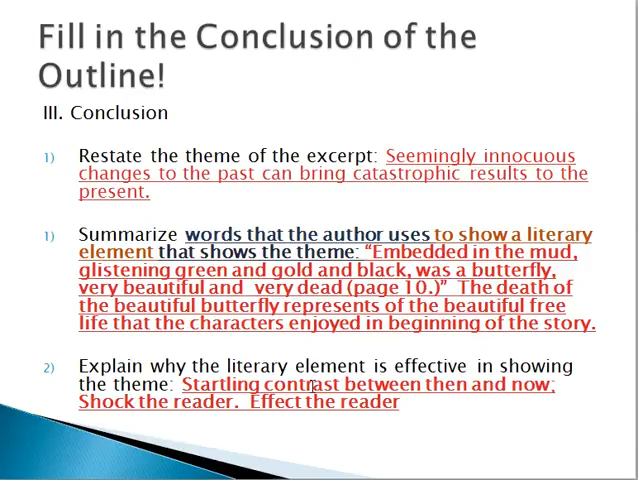 Fill in the Conclusion of the
Outline!
III. Conclusion
1) Restate the theme of the excerpt: Seemingly innocuous
changes to the past can bring catastrophic results to the
present.
1) Summarize words that the author uses to show a literary
element that shows the theme: “Embedded in the mud,
glistening green and gold and black, was a butterfly,
very beautiful and very dead (page 10.)” The death of
the beautiful butterfly represents of the beautiful free
life that the characters enjoyed in beginning of the story.
2) Explain why the literary element is effective in showing
the theme: Startling contrast between then and now;
Shock the reader. Effect the reader